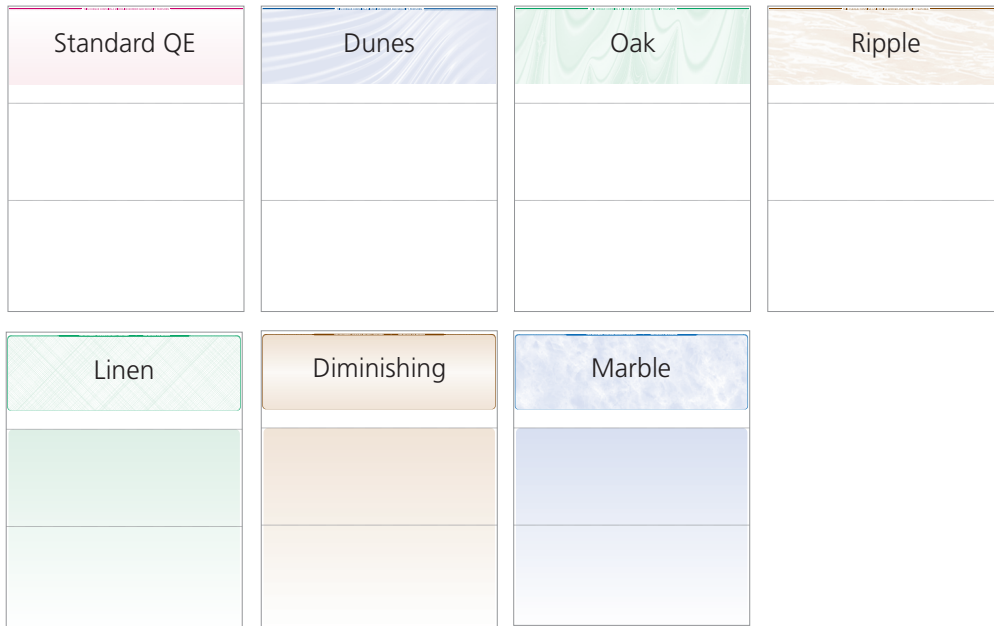 Standard QE
Dunes
Oak
Ripple
Linen
Diminishing
Marble